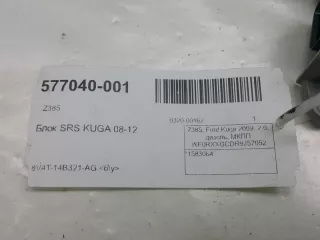 577040-001
Z385
Блок SRS KUGA 08-12
8V4T-14B321-AG <б/у>
1
Z385, Ford Kuga 2009, 2.0,
дизель, МКПП
1583064